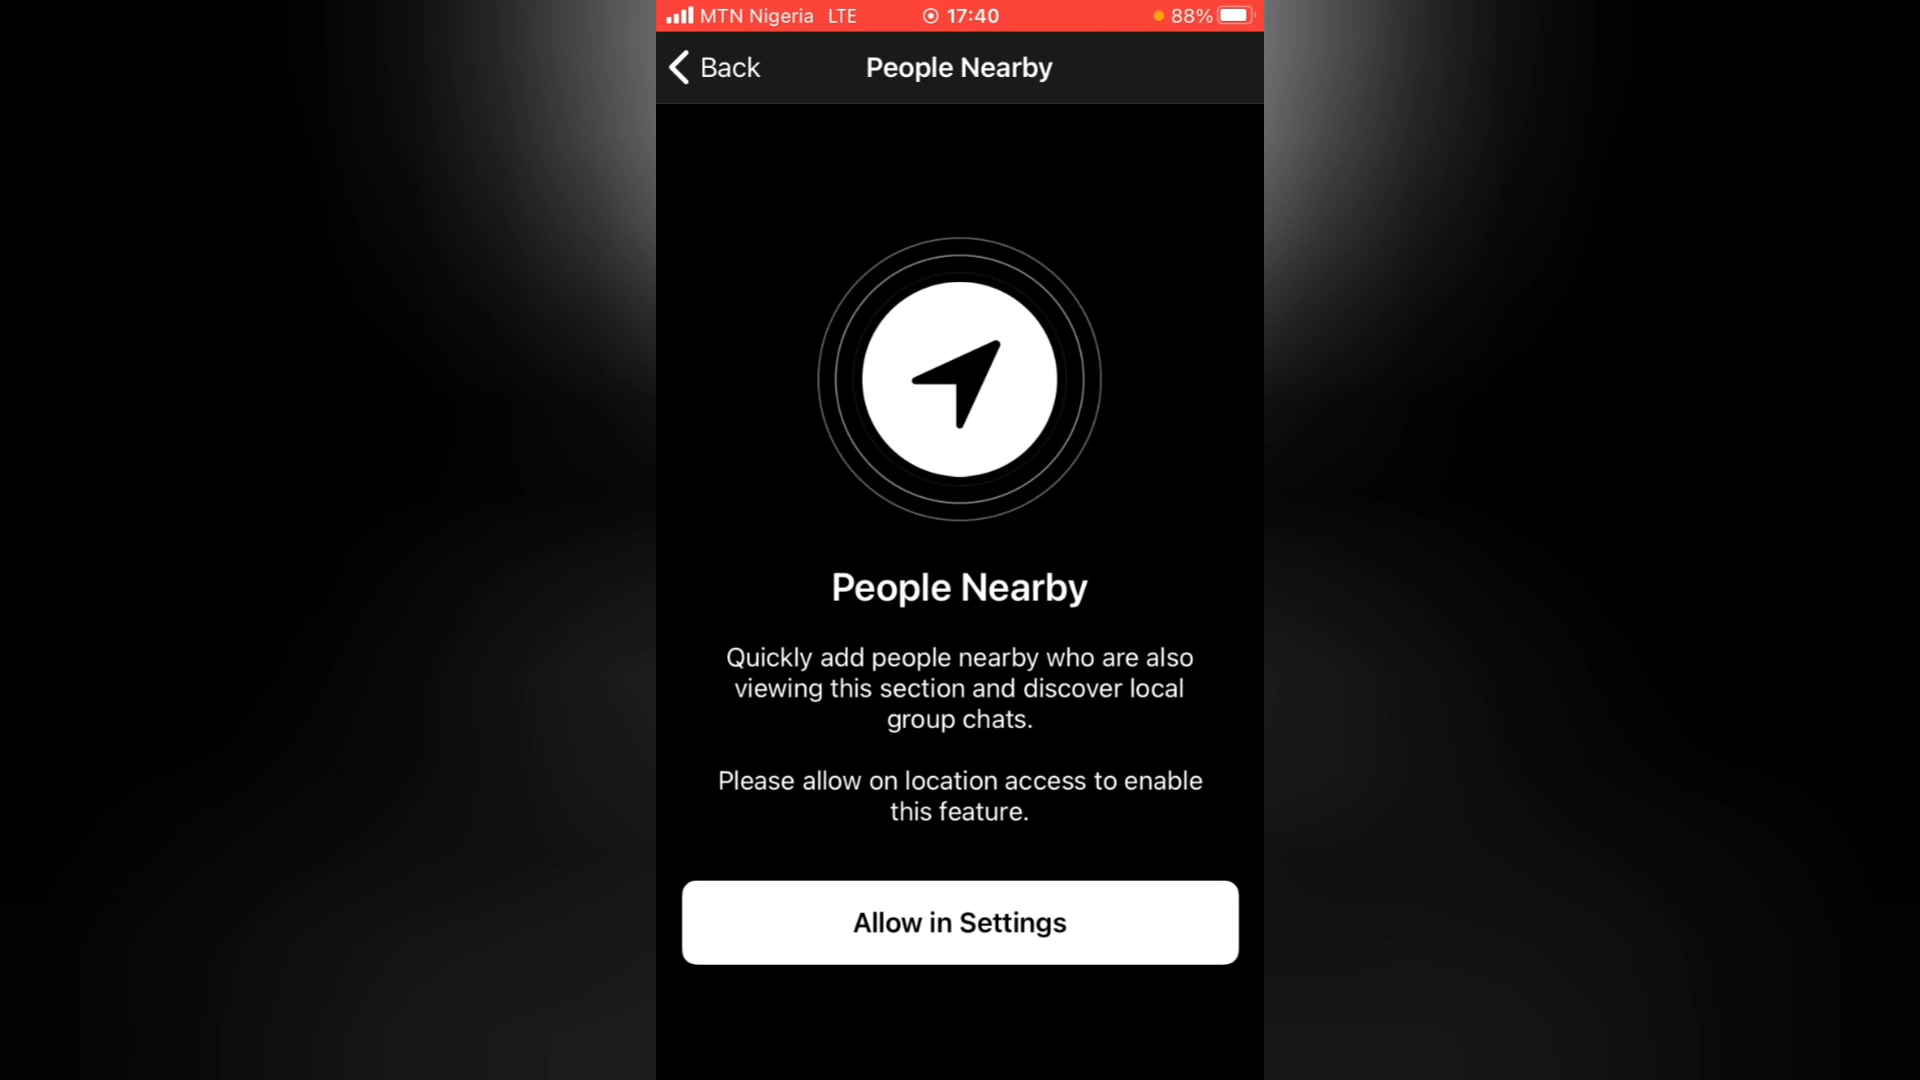 MTN Nigeria LTE 17:40 88%
Back People Nearby
People Nearby
Quickly add people nearby who are also
viewing this section and discover local
group chats.
Please allow on location access to enable
this feature.
Allow in Settings